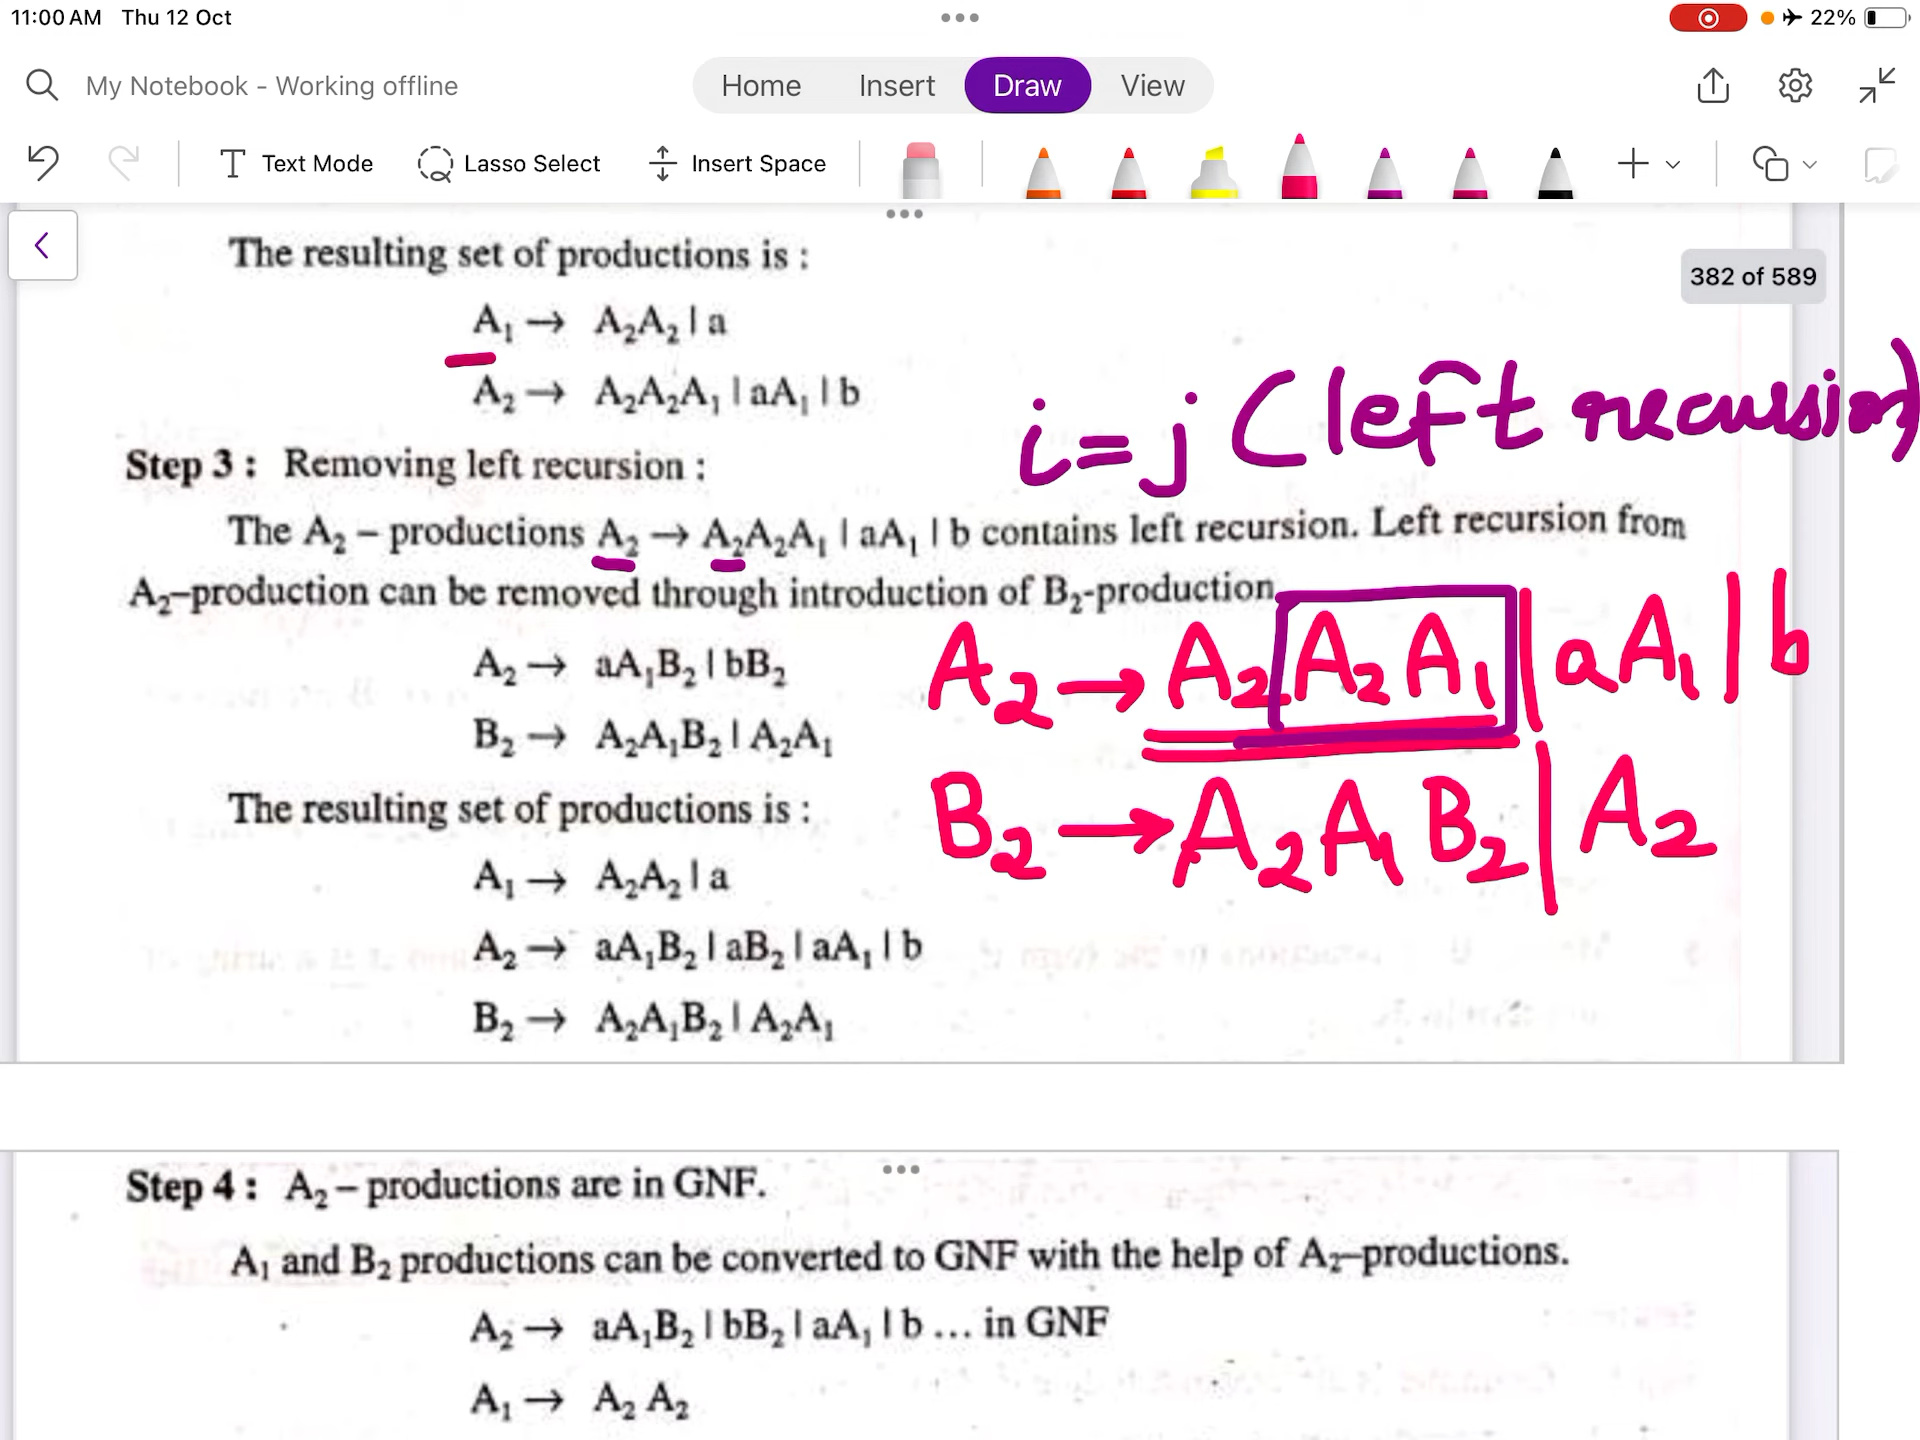 11:00 AM Thu 12 Oct
22%
My Notebook - Working offline
Home Insert Draw View
Text Mode Lasso Select Insert Space
382 of 589
The resulting set of productions is :
A₁ → A₂A₂ | a
A₂ → A₂A₂A₁ | aA₁ | b
i=j (left recussion)
Step 3 : Removing left recursion :
The A₂ – productions A₂ → A₂A₂A₁ | aA₁ | b contains left recursion. Left recursion from
A₂–production can be removed through introduction of B₂-production.
A₂ → aA₁B₂ | bB₂
A₂ → A₂ A₂ A₁ | aA₁ | b
B₂ → A₂A₁B₂ | A₂A₁
B₂ → A₂A₁B₂ | A₂
The resulting set of productions is :
A₁ → A₂A₂ | a
A₂ → aA₁B₂ | aB₂ | aA₁ | b
B₂ → A₂A₁B₂ | A₂A₁
Step 4 : A₂ – productions are in GNF.
A₁ and B₂ productions can be converted to GNF with the help of A₂–productions.
A₂ → aA₁B₂ | bB₂ | aA₁ | b ... in GNF
A₁ → A₂ A₂